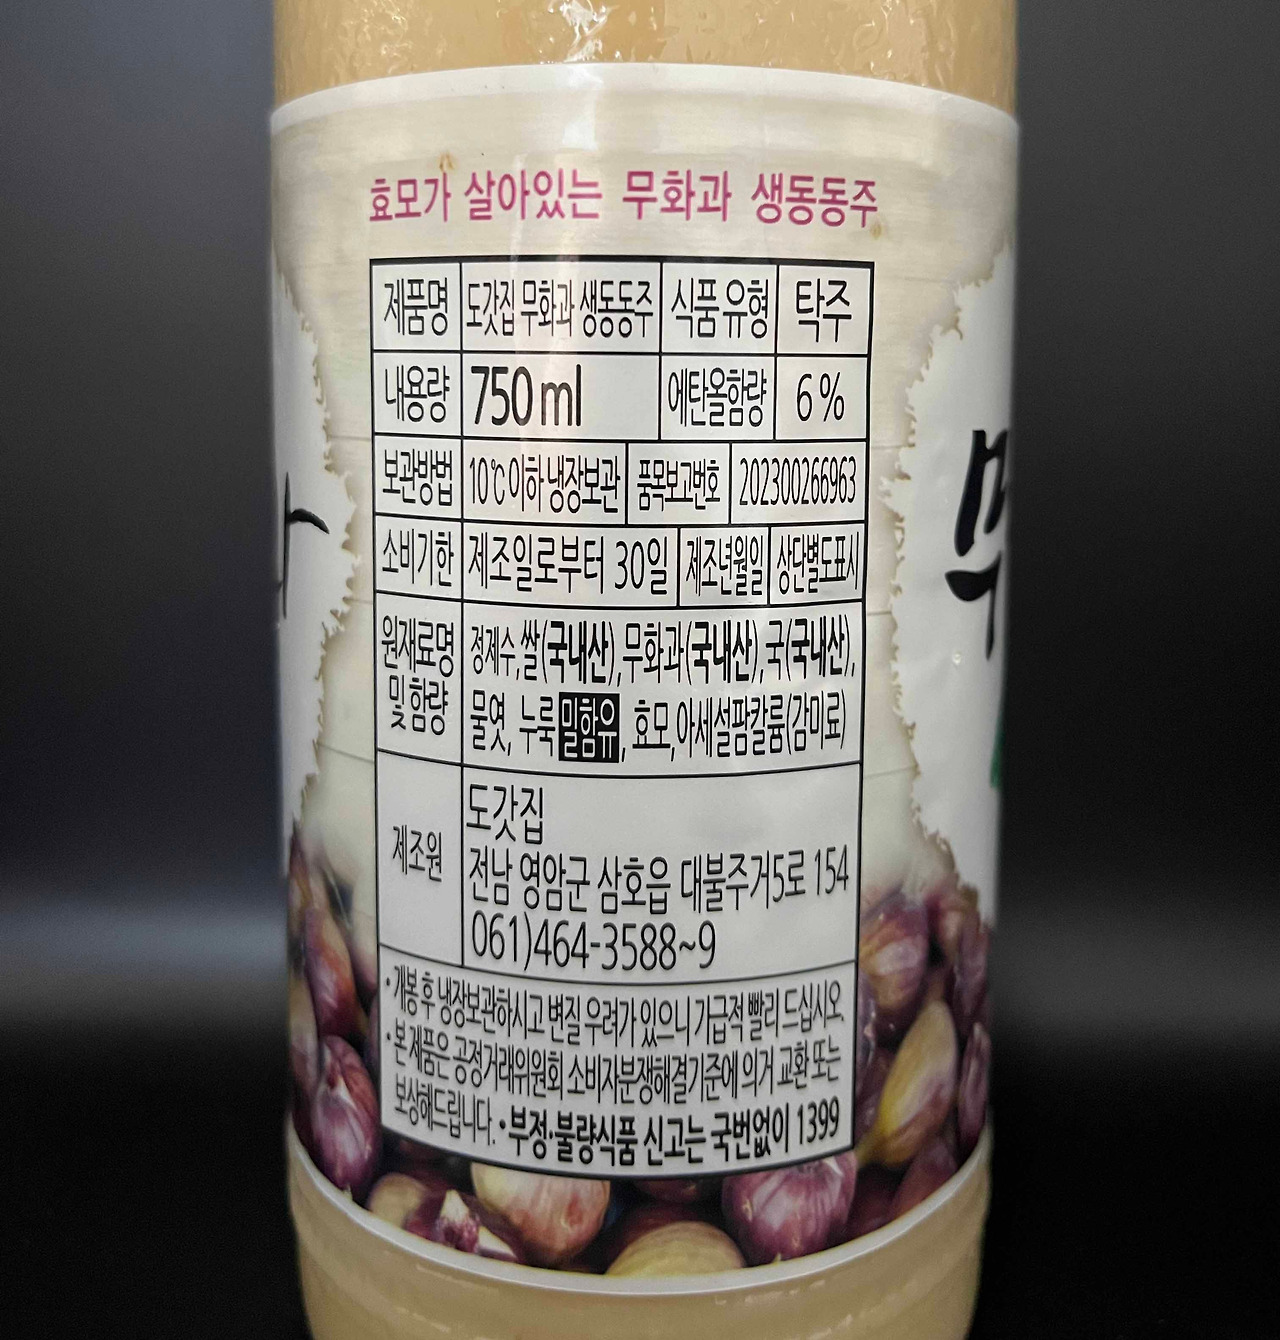 효모가 살아있는 무화과 생동동주
제품명 도갓집 무화과 생동동주 식품유형 탁주
내용량 750ml 에탄올함량 6%
보관방법 10℃이하 냉장보관 품목보고번호 202300266963
소비기한 제조일로부터 30일 제조년월일 상단별도표시
원재료명 및 함량
정제수,쌀(국내산),무화과(국내산),국(국내산),
물엿, 누룩밀함유, 효모,아세설팜칼륨(감미료)
제조원
도갓집
전남 영암군 삼호읍 대불주거5로 154
061)464-3588~9
·개봉 후 냉장보관하시고 변질 우려가 있으니 가급적 빨리 드십시오.
·본 제품은 공정거래위원회 소비자분쟁해결기준에 의거 교환 또는
보상해드립니다. ·부정·불량식품 신고는 국번없이 1399